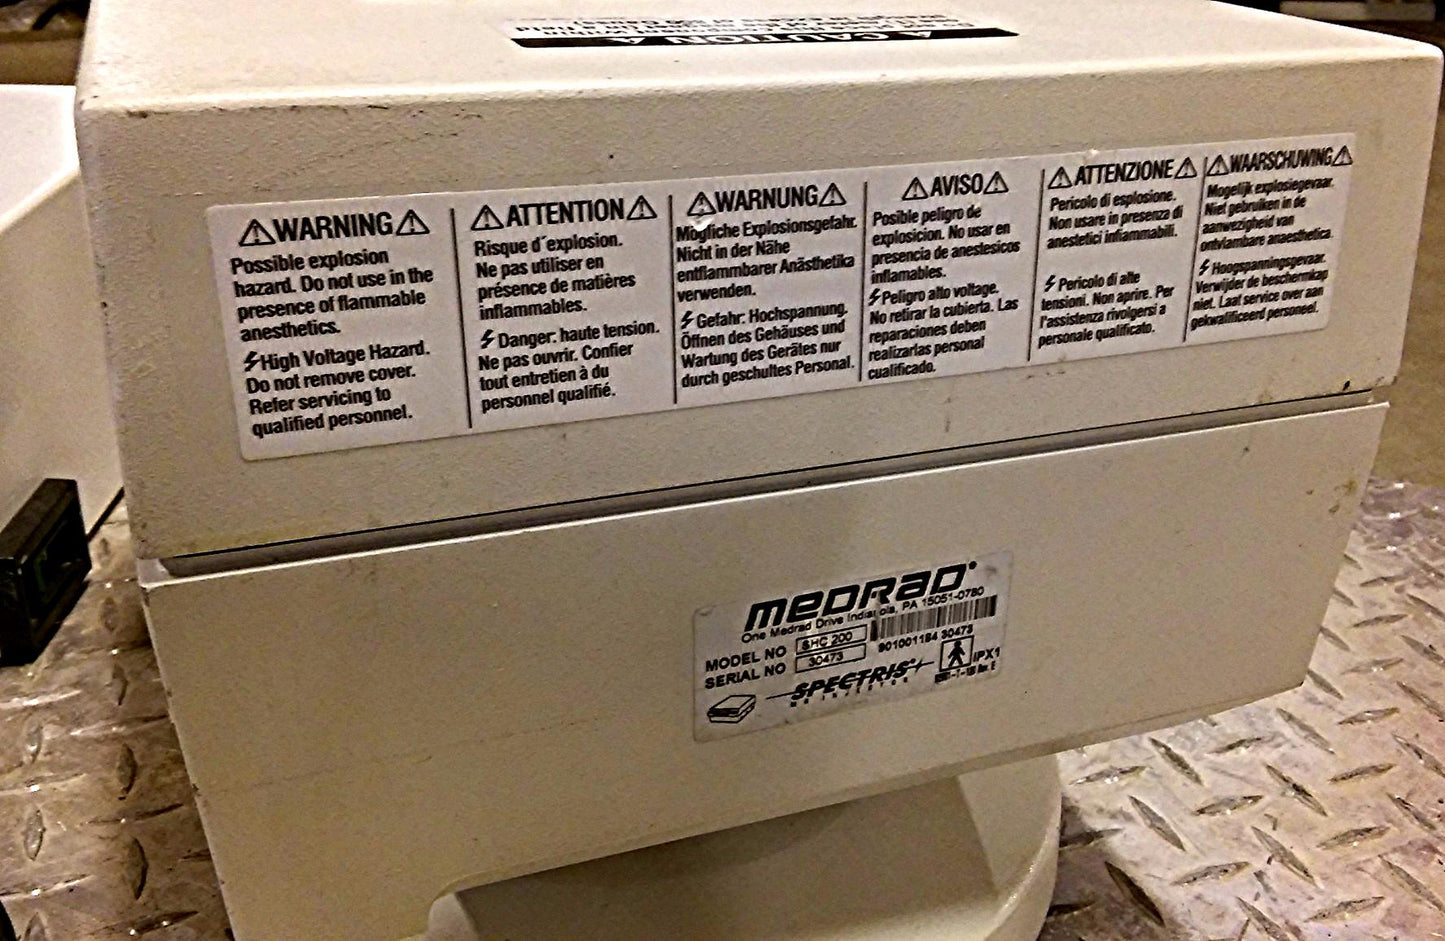 ⚠ CAUTION ⚠
⚠WARNING⚠
Possible explosion
hazard. Do not use in the
presence of flammable
anesthetics.
⚡High Voltage Hazard.
Do not remove cover.
Refer servicing to
qualified personnel.
⚠ATTENTION⚠
Risque d´explosion.
Ne pas utiliser en
présence de matières
inflammables.
⚡Danger: haute tension.
Ne pas ouvrir. Confier
tout entretien à du
personnel qualifié.
⚠WARNUNG⚠
Mögliche Explosionsgefahr.
Nicht in der Nähe
entflammbarer Anästhetika
verwenden.
⚡Gefahr: Hochspannung.
Öffnen des Gehäuses und
Wartung des Gerätes nur
durch geschultes Personal.
⚠AVISO⚠
Posible peligro de
explosicion. No usar en
presencia de anestesicos
inflamables.
⚡Peligro alto voltage.
No retirar la cubierta. Las
reparaciones deben
realizarlas personal
cualificado.
⚠ATTENZIONE⚠
Pericolo di esplosione.
Non usare in presenza di
anestetici infiammabili.
⚡Pericolo di alte
tensioni. Non aprire. Per
l'assistenza rivolgersi a
personale qualificato.
⚠WAARSCHUWING⚠
Mogelijk explosiegevaar.
Niet gebruiken in de
aanwezigheid van
ontvlambare anaesthetica.
⚡Hoogspanningsgevaar.
Verwijder de beschermkap
niet. Laat service over aan
gekwalificeerd personeel.
MEDRAD®
One Medrad Drive Indianola, PA 15051-0780
MODEL NO SHC 200
SERIAL NO 30473
901001184 30473
SPECTRIS®
MR INJECTOR
IPX1